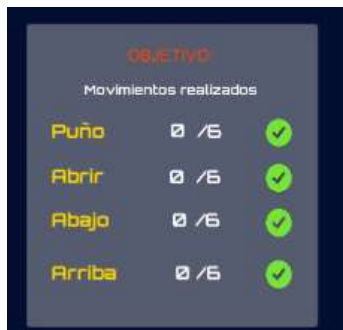 OBJETIVO:
Movimientos realizados
Puño 0 /6
Abrir 0 /6
Abajo 0 /6
Arriba 0 /6